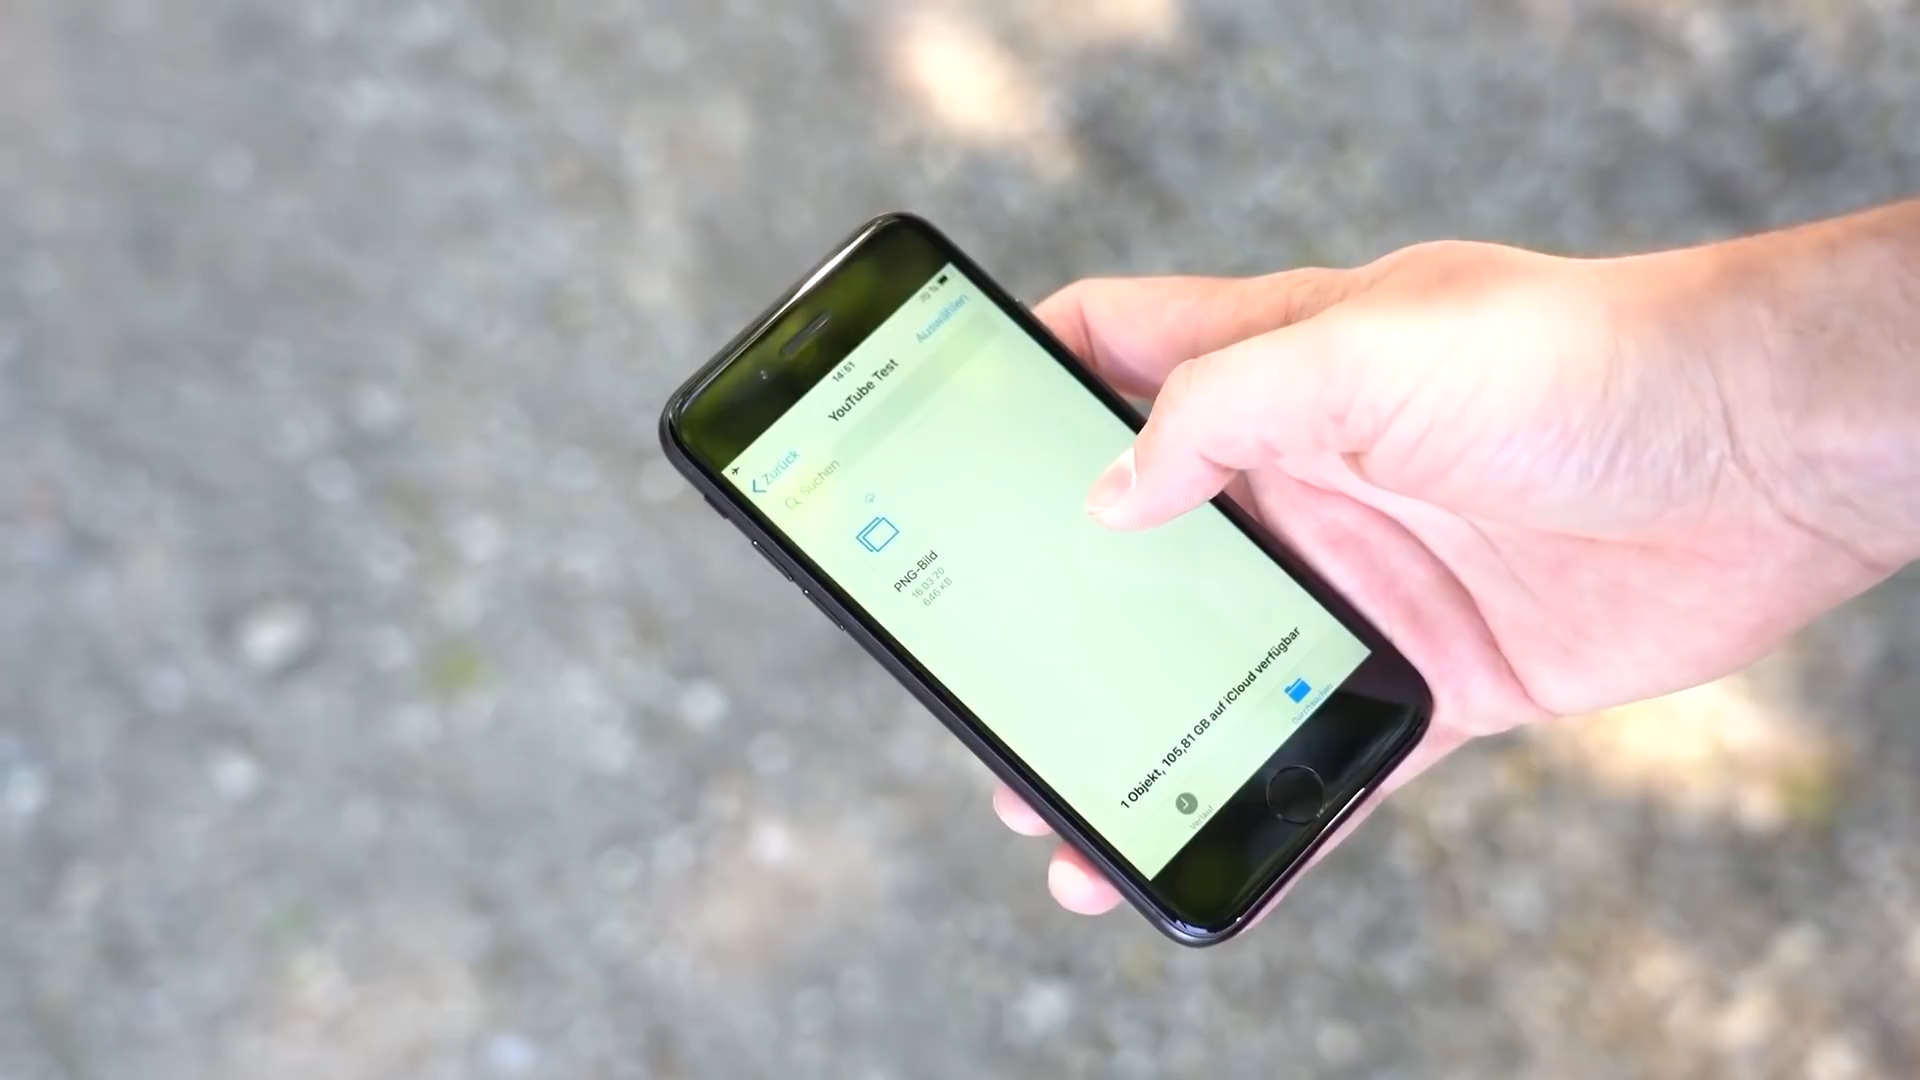 14:51
Zurück
YouTube Test
Auswählen
Suchen
PNG-Bild
16.03.20
646 KB
1 Objekt, 105,81 GB auf iCloud verfügbar
Verlauf
Durchsuchen